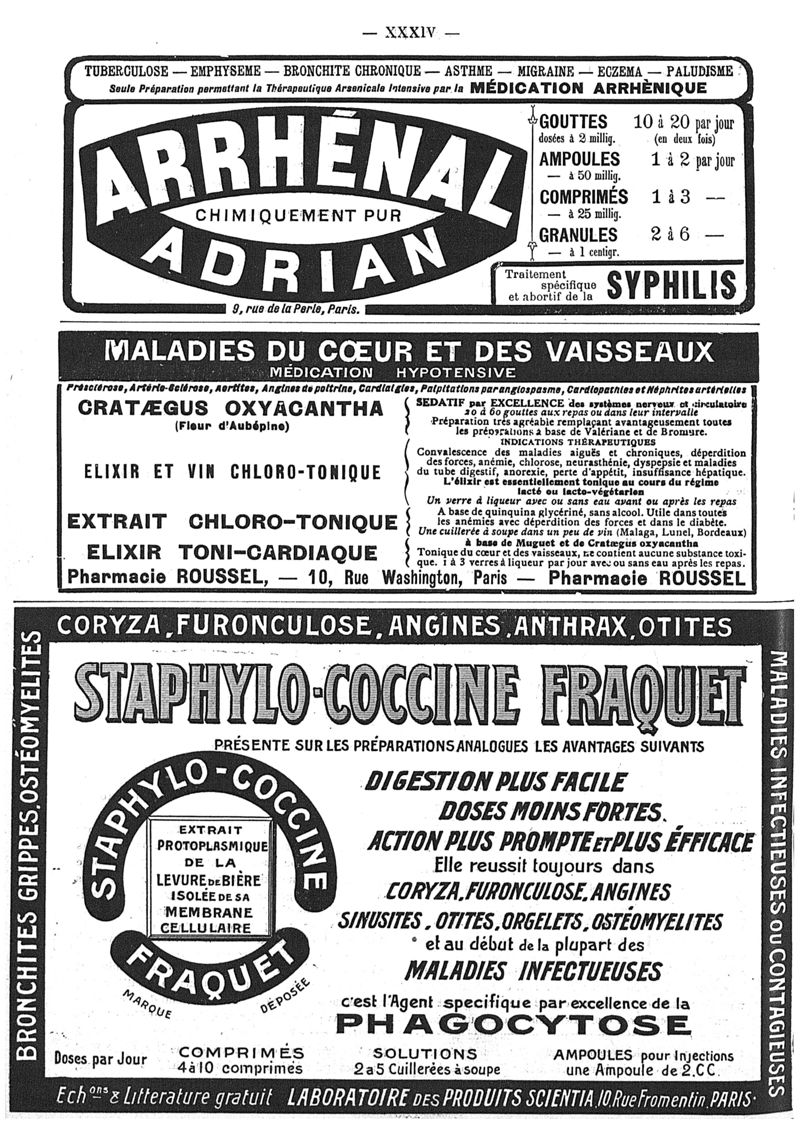 — XXXIV —
TUBERCULOSE — EMPHYSEME — BRONCHITE CHRONIQUE — ASTHME — MIGRAINE — ECZEMA — PALUDISME
Seule Préparation permettant la Thérapeutique Arsenicale Intensive par la MÉDICATION ARRHÈNIQUE
ARRHÉNAL
CHIMIQUEMENT PUR
ADRIAN
9, rue de la Perle, Paris.
GOUTTES 10 à 20 par jour
dosées à 2 millig. (en deux fois)
AMPOULES 1 à 2 par jour
— à 50 millig.
COMPRIMÉS 1 à 3 —
— à 25 millig.
GRANULES 2 à 6 —
— à 1 centigr.
Traitement
spécifique
et abortif de la SYPHILIS
MALADIES DU CŒUR ET DES VAISSEAUX
MÉDICATION HYPOTENSIVE
Présclérose, Artério-Sclérose, Aortites, Angines de poitrine, Cardialgies, Palpitations par angiospasme, Cardiopathies et Néphrites artérielles
CRATÆGUS OXYACANTHA
(Fleur d'Aubépine)
SEDATIF par EXCELLENCE des systèmes nerveux et circulatoire
20 à 60 gouttes aux repas ou dans leur intervalle
Préparation très agréable remplaçant avantageusement toutes
les préparations à base de Valériane et de Bromure.
ELIXIR ET VIN CHLORO-TONIQUE
INDICATIONS THÉRAPEUTIQUES
Convalescence des maladies aiguës et chroniques, déperdition
des forces, anémie, chlorose, neurasthénie, dyspepsie et maladies
du tube digestif, anorexie, perte d'appétit, insuffisance hépatique.
L'élixir est essentiellement tonique au cours du régime
lacté ou lacto-végétarien
Un verre à liqueur avec ou sans eau avant ou après les repas
EXTRAIT CHLORO-TONIQUE
A base de quinquina glycériné, sans alcool. Utile dans toutes
les anémies avec déperdition des forces et dans le diabète.
Une cuillerée à soupe dans un peu de vin (Malaga, Lunel, Bordeaux)
ELIXIR TONI-CARDIAQUE
à base de Muguet et de Cratægus oxyacantha
Tonique du cœur et des vaisseaux, ne contient aucune substance toxi-
que. 1 à 3 verres à liqueur par jour avec ou sans eau après les repas.
Pharmacie ROUSSEL, — 10, Rue Washington, Paris — Pharmacie ROUSSEL
CORYZA, FURONCULOSE, ANGINES, ANTHRAX, OTITES
BRONCHITES GRIPPES, OSTÉOMYELITES
MALADIES INFECTIEUSES OU CONTAGIEUSES
STAPHYLO-COCCINE FRAQUET
PRÉSENTE SUR LES PRÉPARATIONS ANALOGUES LES AVANTAGES SUIVANTS
STAPHYLO-COCCINE
EXTRAIT
PROTOPLASMIQUE
DE LA
LEVURE DE BIÈRE
ISOLÉE DE SA
MEMBRANE
CELLULAIRE
FRAQUET
MARQUE DÉPOSÉE
DIGESTION PLUS FACILE
DOSES MOINS FORTES.
ACTION PLUS PROMPTE ET PLUS ÉFFICACE
Elle reussit toujours dans
CORYZA, FURONCULOSE, ANGINES
SINUSITES, OTITES, ORGELETS, OSTÉOMYELITES
et au début de la plupart des
MALADIES INFECTUEUSES
c'est l'Agent specifique par excellence de la
PHAGOCYTOSE
Doses par Jour
COMPRIMÉS
4 à 10 comprimés
SOLUTIONS
2 a 5 Cuillerées à soupe
AMPOULES pour Injections
une Ampoule de 2.CC.
Echons & Litterature gratuit LABORATOIRE DES PRODUITS SCIENTIA, 10, Rue Fromentin, PARIS.